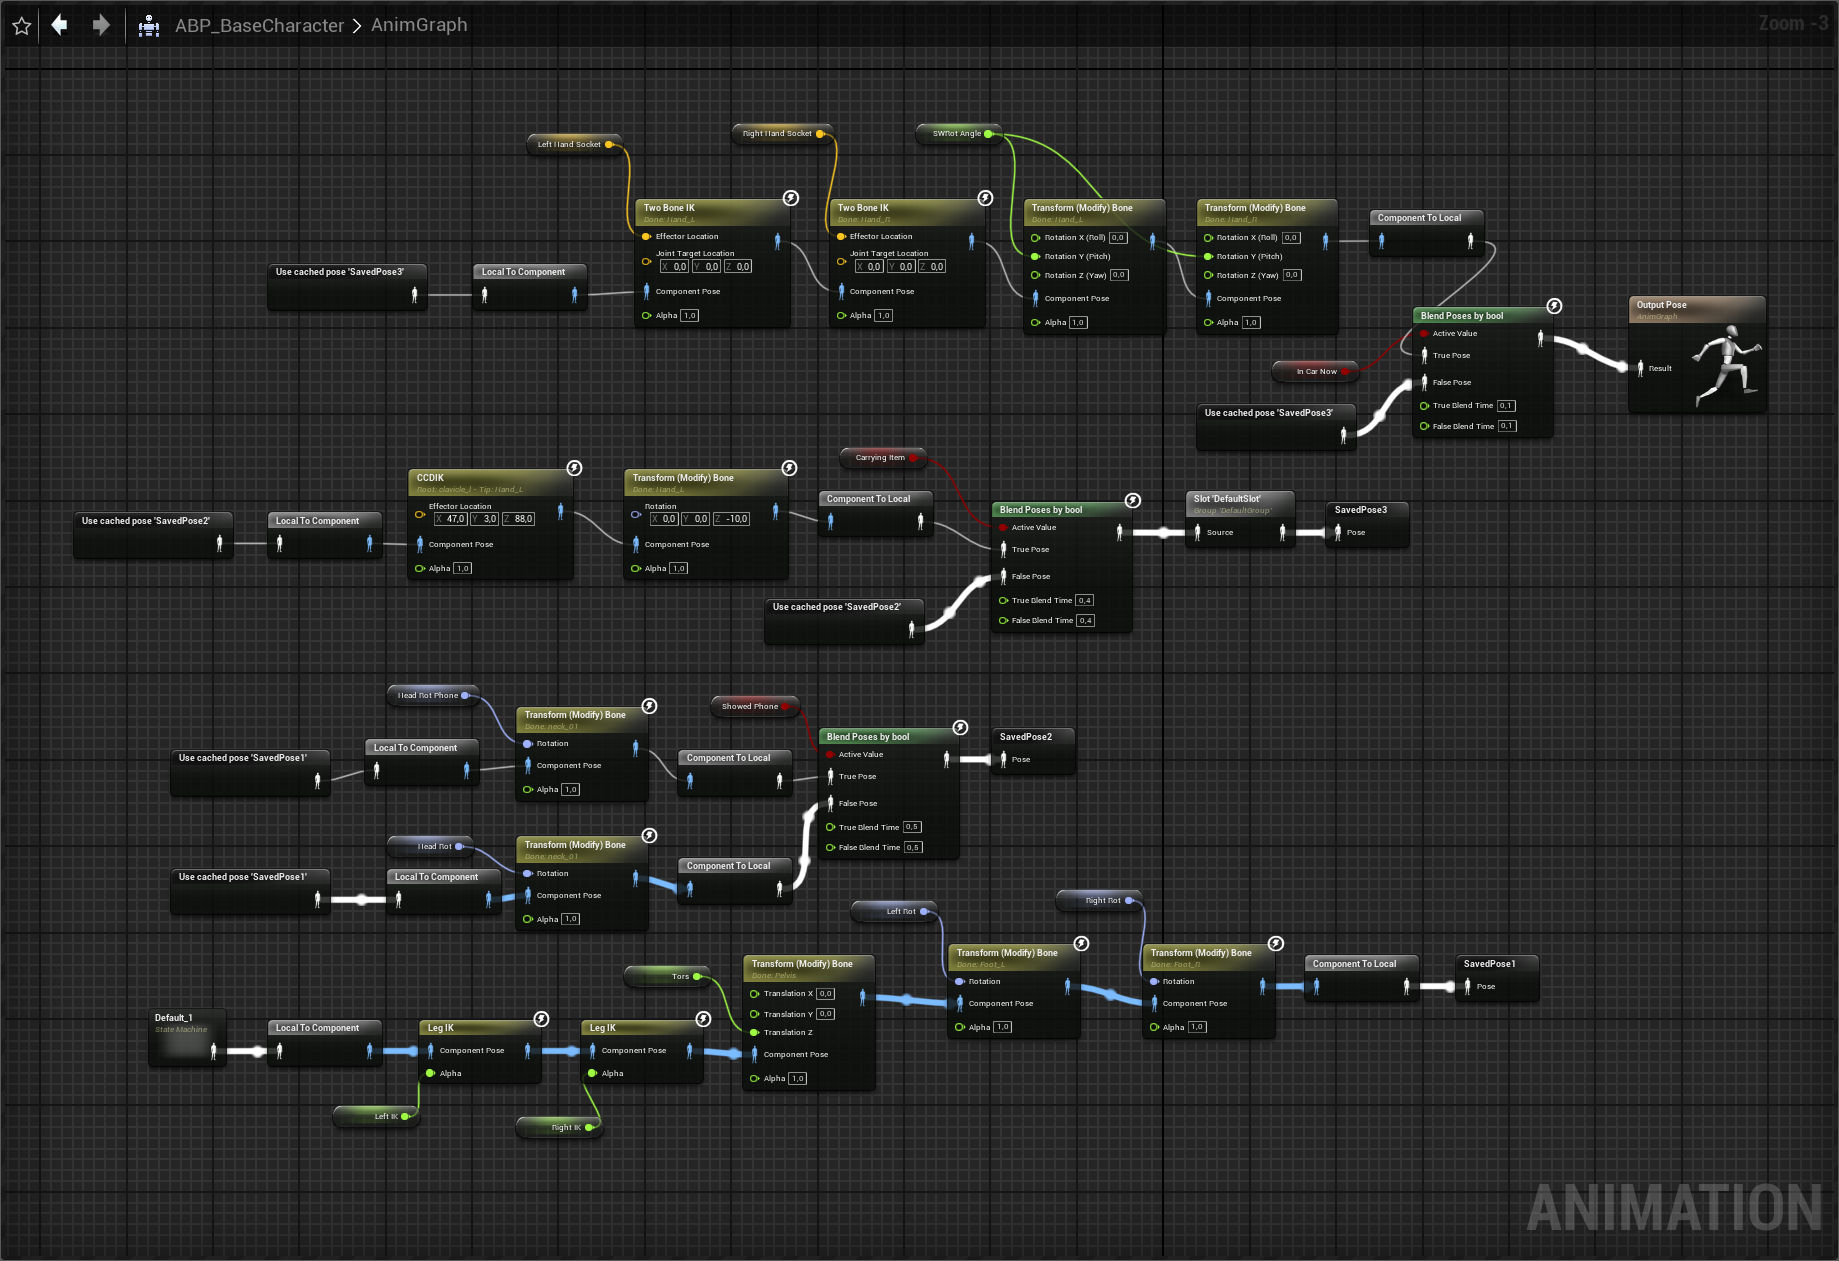 ABP_BaseCharacter > AnimGraph
Zoom -3
Left Hand Socket
Right Hand Socket
SWRot Angle
Use cached pose 'SavedPose3'
Local To Component
Two Bone IK
Bone: Hand_L
Effector Location
Joint Target Location
X 0,0 Y 0,0 Z 0,0
Component Pose
Alpha 1,0
Two Bone IK
Bone: Hand_R
Effector Location
Joint Target Location
X 0,0 Y 0,0 Z 0,0
Component Pose
Alpha 1,0
Transform (Modify) Bone
Bone: Hand_L
Rotation X (Roll) 0,0
Rotation Y (Pitch)
Rotation Z (Yaw) 0,0
Component Pose
Alpha 1,0
Transform (Modify) Bone
Bone: Hand_R
Rotation X (Roll) 0,0
Rotation Y (Pitch)
Rotation Z (Yaw) 0,0
Component Pose
Alpha 1,0
Component To Local
In Car Now
Use cached pose 'SavedPose3'
Blend Poses by bool
Active Value
True Pose
False Pose
True Blend Time 0,1
False Blend Time 0,1
Output Pose
AnimGraph
Result
Use cached pose 'SavedPose2'
Local To Component
CCDIK
Root: clavicle_l - Tip: Hand_L
Effector Location
X 47,0 Y 3,0 Z 88,0
Component Pose
Alpha 1,0
Transform (Modify) Bone
Bone: Hand_L
Rotation
X 0,0 Y 0,0 Z -10,0
Component Pose
Alpha 1,0
Component To Local
Carrying Item
Use cached pose 'SavedPose2'
Blend Poses by bool
Active Value
True Pose
False Pose
True Blend Time 0,4
False Blend Time 0,4
Slot 'DefaultSlot'
Group 'DefaultGroup'
Source
SavedPose3
Pose
Head Rot Phone
Use cached pose 'SavedPose1'
Local To Component
Transform (Modify) Bone
Bone: neck_01
Rotation
Component Pose
Alpha 1,0
Component To Local
Showed Phone
Blend Poses by bool
Active Value
True Pose
False Pose
True Blend Time 0,5
False Blend Time 0,5
SavedPose2
Pose
Head Rot
Use cached pose 'SavedPose1'
Local To Component
Transform (Modify) Bone
Bone: neck_01
Rotation
Component Pose
Alpha 1,0
Component To Local
Left Rot
Right Rot
Default_1
State Machine
Local To Component
Leg IK
Component Pose
Alpha
Left IK
Leg IK
Component Pose
Alpha
Right IK
Tors
Transform (Modify) Bone
Bone: Pelvis
Translation X 0,0
Translation Y 0,0
Translation Z
Component Pose
Alpha 1,0
Transform (Modify) Bone
Bone: Foot_L
Rotation
Component Pose
Alpha 1,0
Transform (Modify) Bone
Bone: Foot_R
Rotation
Component Pose
Alpha 1,0
Component To Local
SavedPose1
Pose
ANIMATION